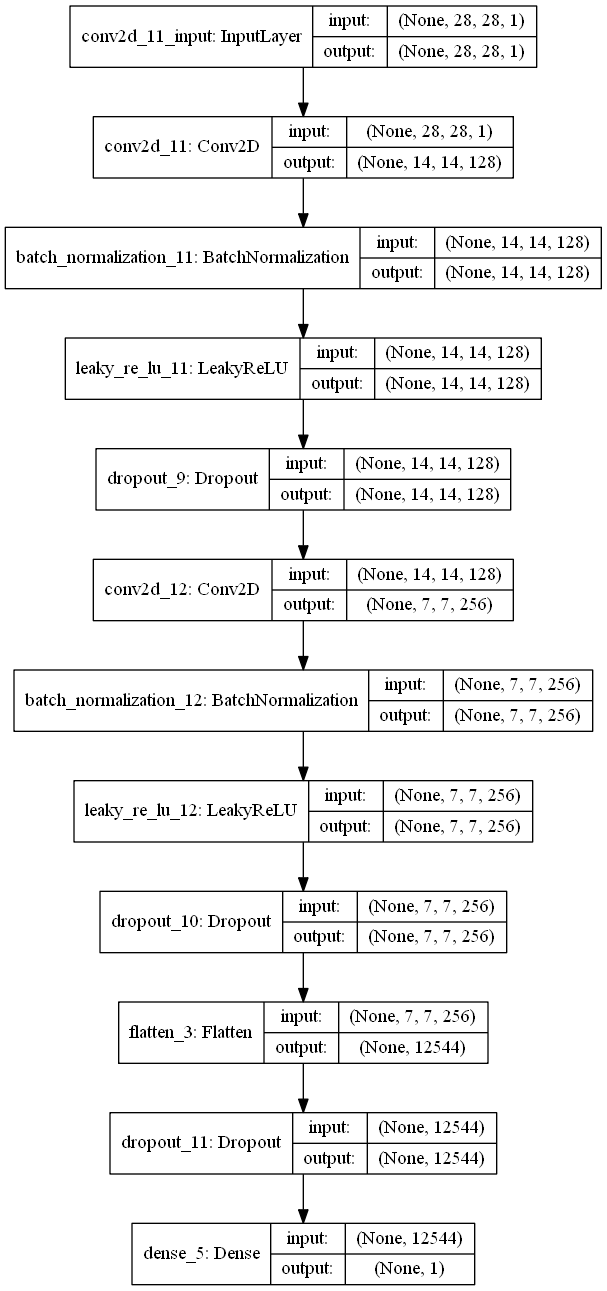 conv2d_11_input: InputLayer
input: (None, 28, 28, 1)
output: (None, 28, 28, 1)
conv2d_11: Conv2D
input: (None, 28, 28, 1)
output: (None, 14, 14, 128)
batch_normalization_11: BatchNormalization
input: (None, 14, 14, 128)
output: (None, 14, 14, 128)
leaky_re_lu_11: LeakyReLU
input: (None, 14, 14, 128)
output: (None, 14, 14, 128)
dropout_9: Dropout
input: (None, 14, 14, 128)
output: (None, 14, 14, 128)
conv2d_12: Conv2D
input: (None, 14, 14, 128)
output: (None, 7, 7, 256)
batch_normalization_12: BatchNormalization
input: (None, 7, 7, 256)
output: (None, 7, 7, 256)
leaky_re_lu_12: LeakyReLU
input: (None, 7, 7, 256)
output: (None, 7, 7, 256)
dropout_10: Dropout
input: (None, 7, 7, 256)
output: (None, 7, 7, 256)
flatten_3: Flatten
input: (None, 7, 7, 256)
output: (None, 12544)
dropout_11: Dropout
input: (None, 12544)
output: (None, 12544)
dense_5: Dense
input: (None, 12544)
output: (None, 1)